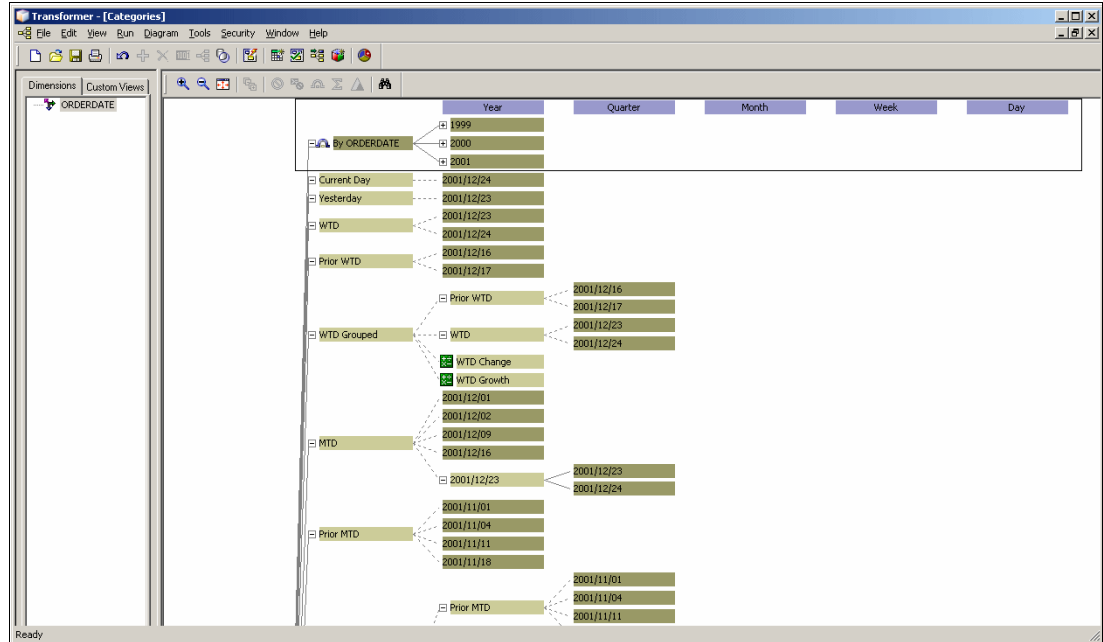 Transformer - [Categories]
File Edit View Run Diagram Tools Security Window Help
Dimensions Custom Views
ORDERDATE
Year Quarter Month Week Day
1999
By ORDERDATE 2000
2001
Current Day 2001/12/24
Yesterday 2001/12/23
2001/12/23
WTD
2001/12/24
2001/12/16
Prior WTD
2001/12/17
2001/12/16
Prior WTD
2001/12/17
2001/12/23
WTD Grouped WTD
2001/12/24
WTD Change
WTD Growth
2001/12/01
2001/12/02
2001/12/09
MTD
2001/12/16
2001/12/23
2001/12/23
2001/12/24
2001/11/01
2001/11/04
Prior MTD
2001/11/11
2001/11/18
2001/11/01
2001/11/04
Prior MTD
2001/11/11
Ready